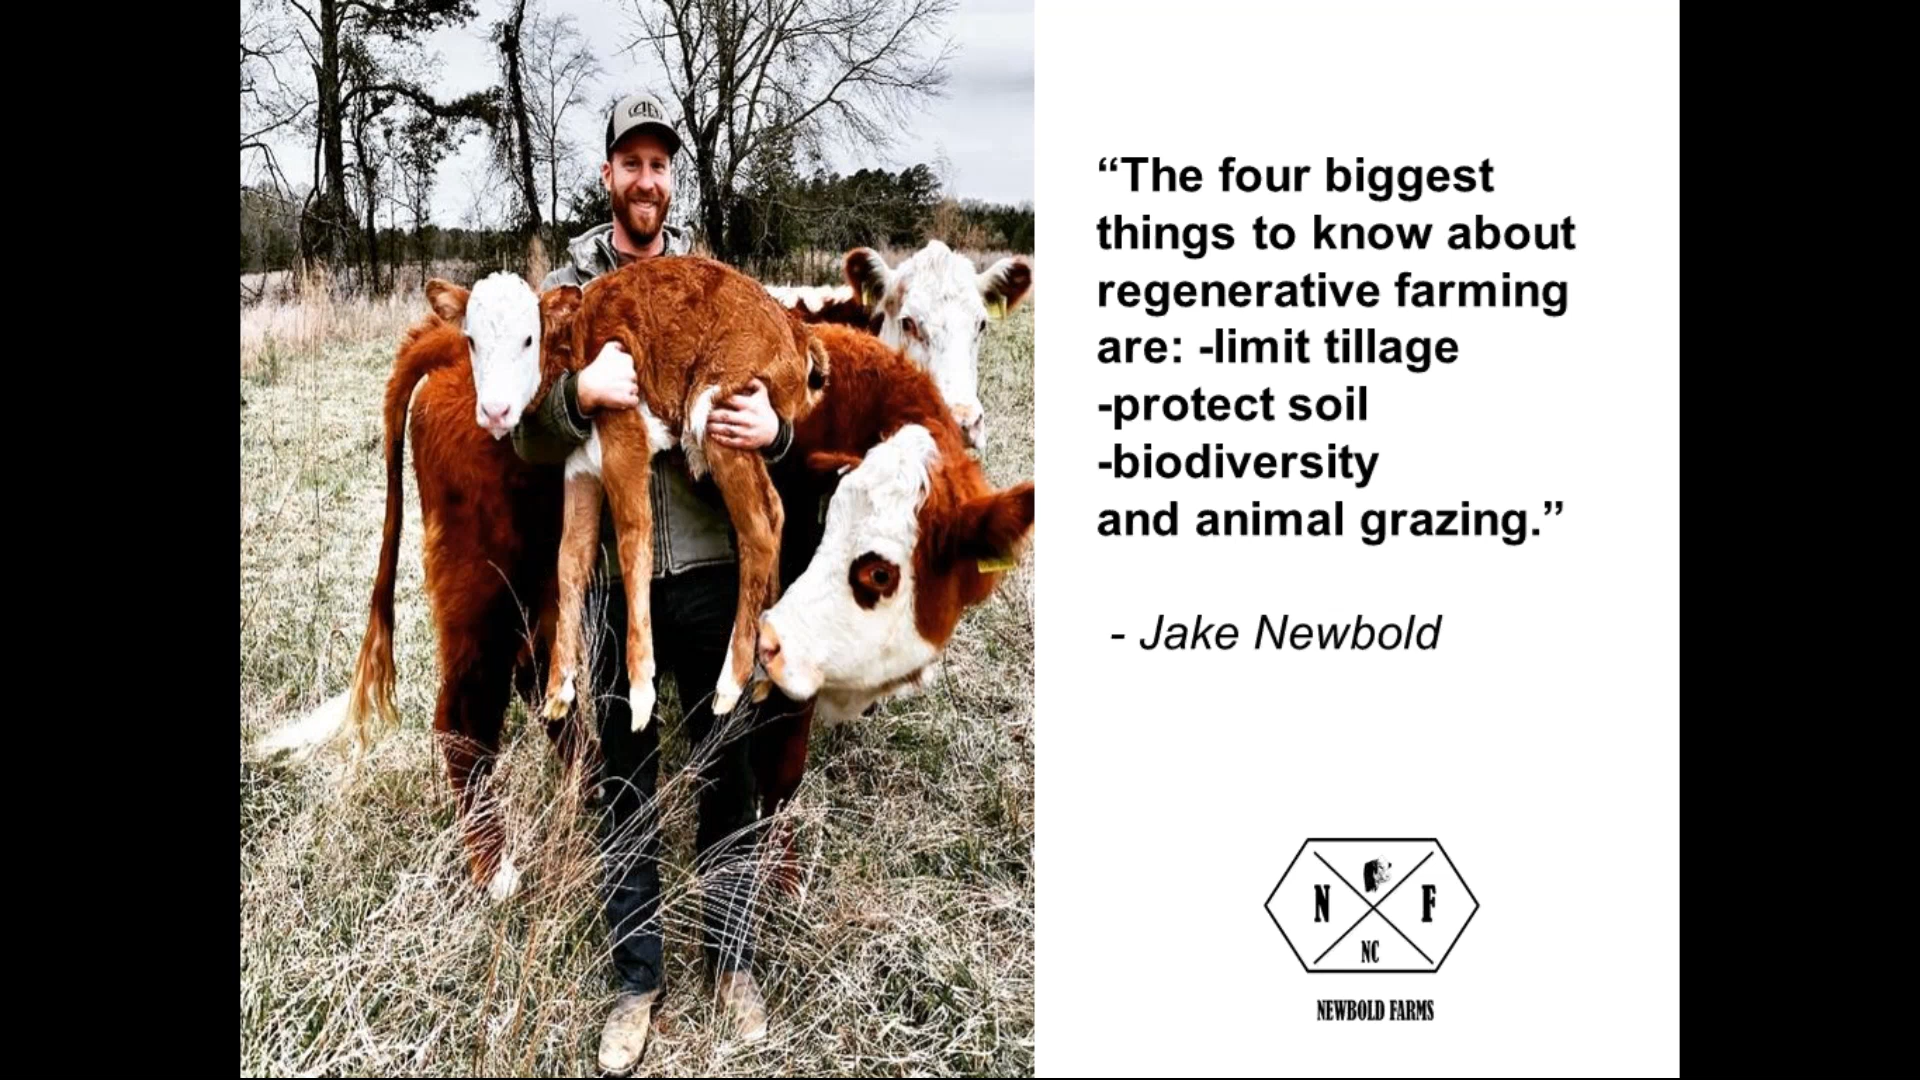 “The four biggest
things to know about
regenerative farming
are: -limit tillage
-protect soil
-biodiversity
and animal grazing.”
- Jake Newbold
N F
NC
NEWBOLD FARMS